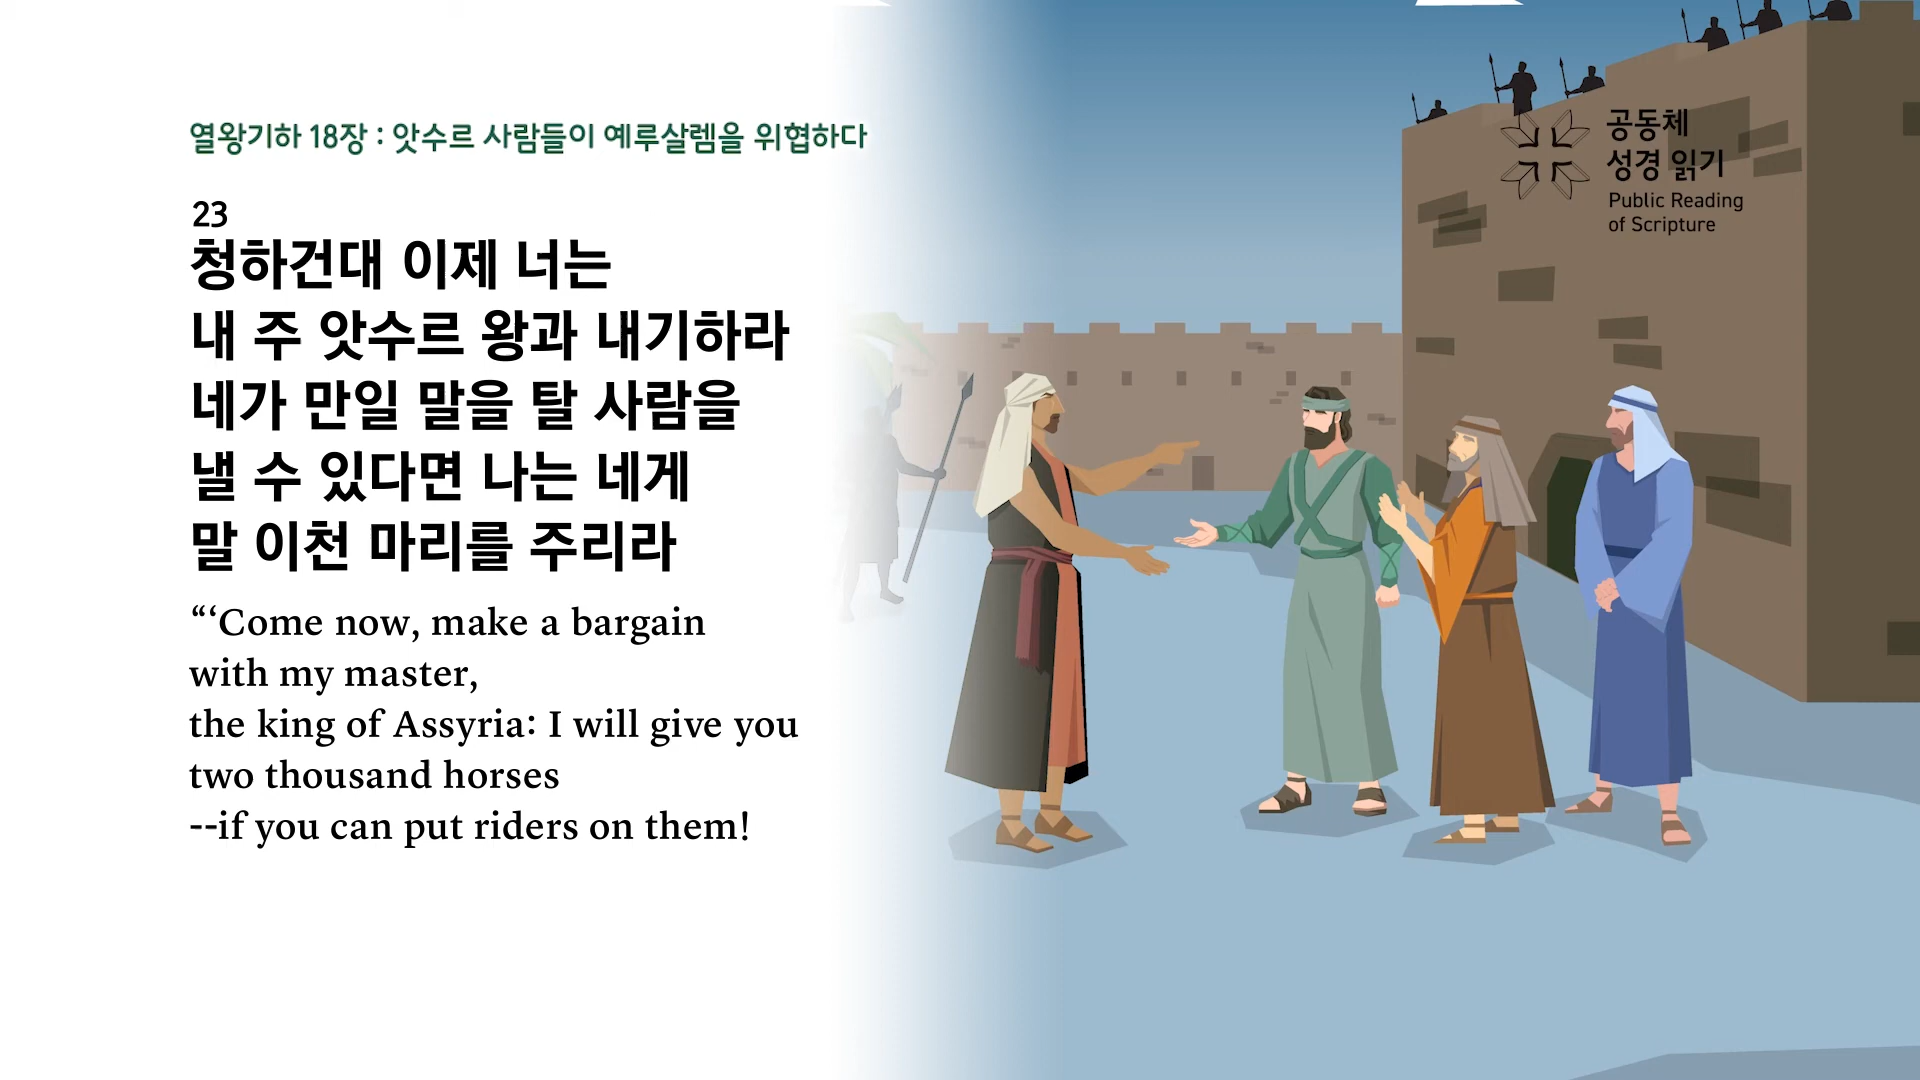 열왕기하 18장 : 앗수르 사람들이 예루살렘을 위협하다
23
청하건대 이제 너는
내 주 앗수르 왕과 내기하라
네가 만일 말을 탈 사람을
낼 수 있다면 나는 네게
말 이천 마리를 주리라
“‘Come now, make a bargain
with my master,
the king of Assyria: I will give you
two thousand horses
--if you can put riders on them!
공동체
성경 읽기
Public Reading
of Scripture